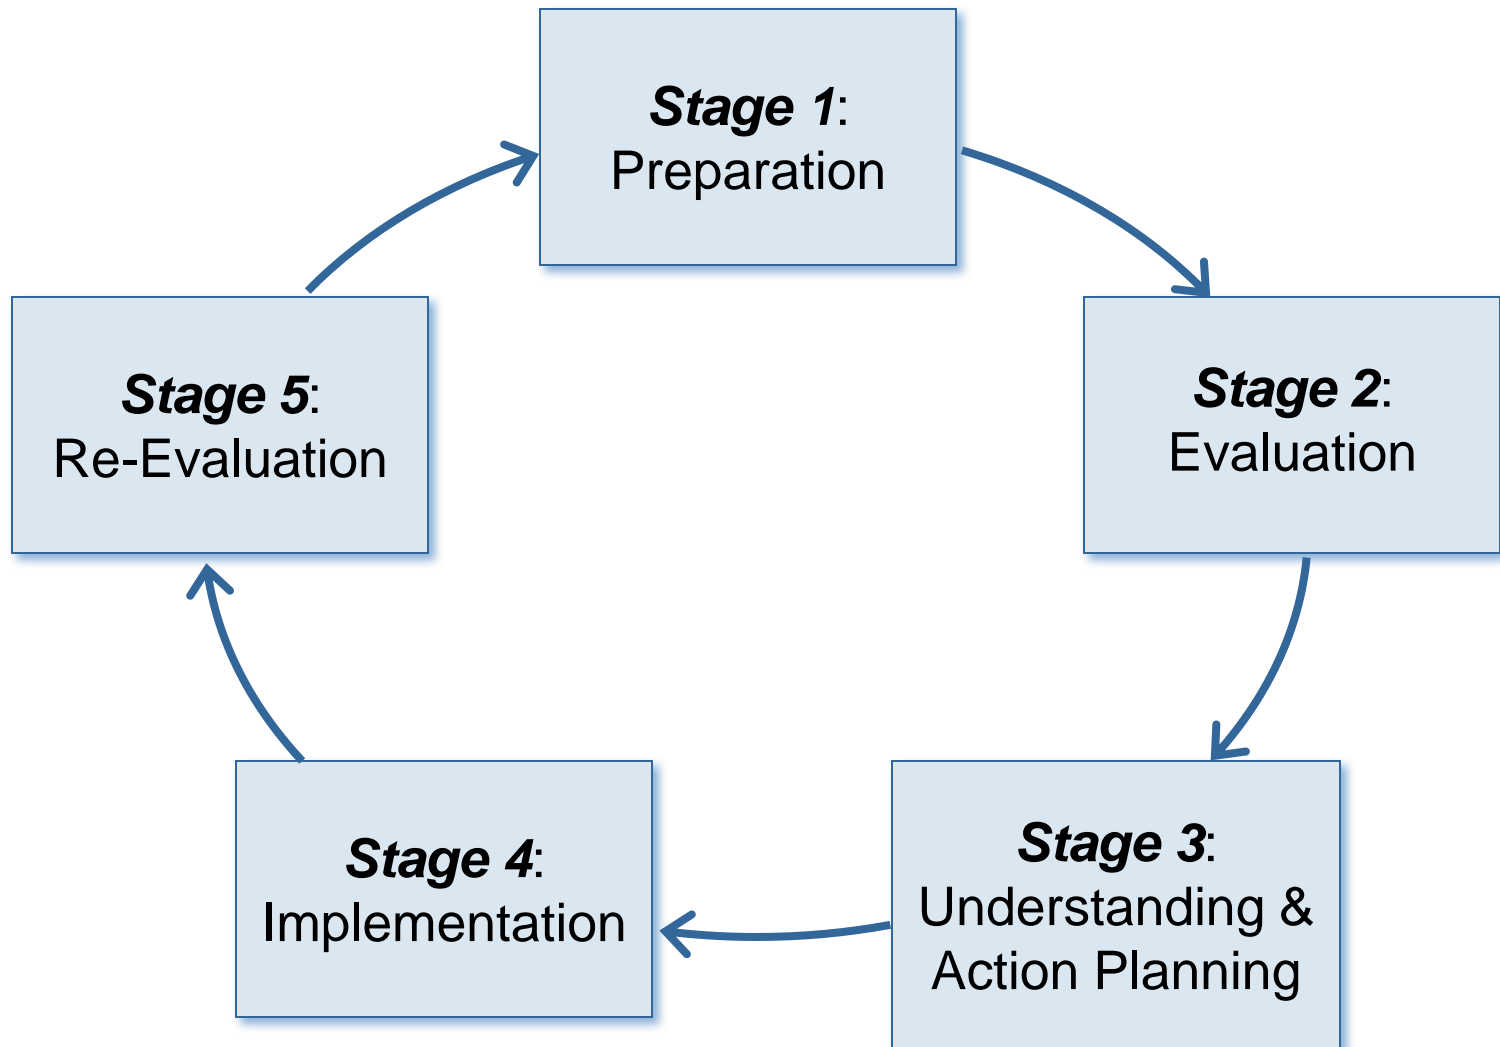 Stage 1:
Preparation
Stage 2:
Evaluation
Stage 3:
Understanding &
Action Planning
Stage 4:
Implementation
Stage 5:
Re-Evaluation